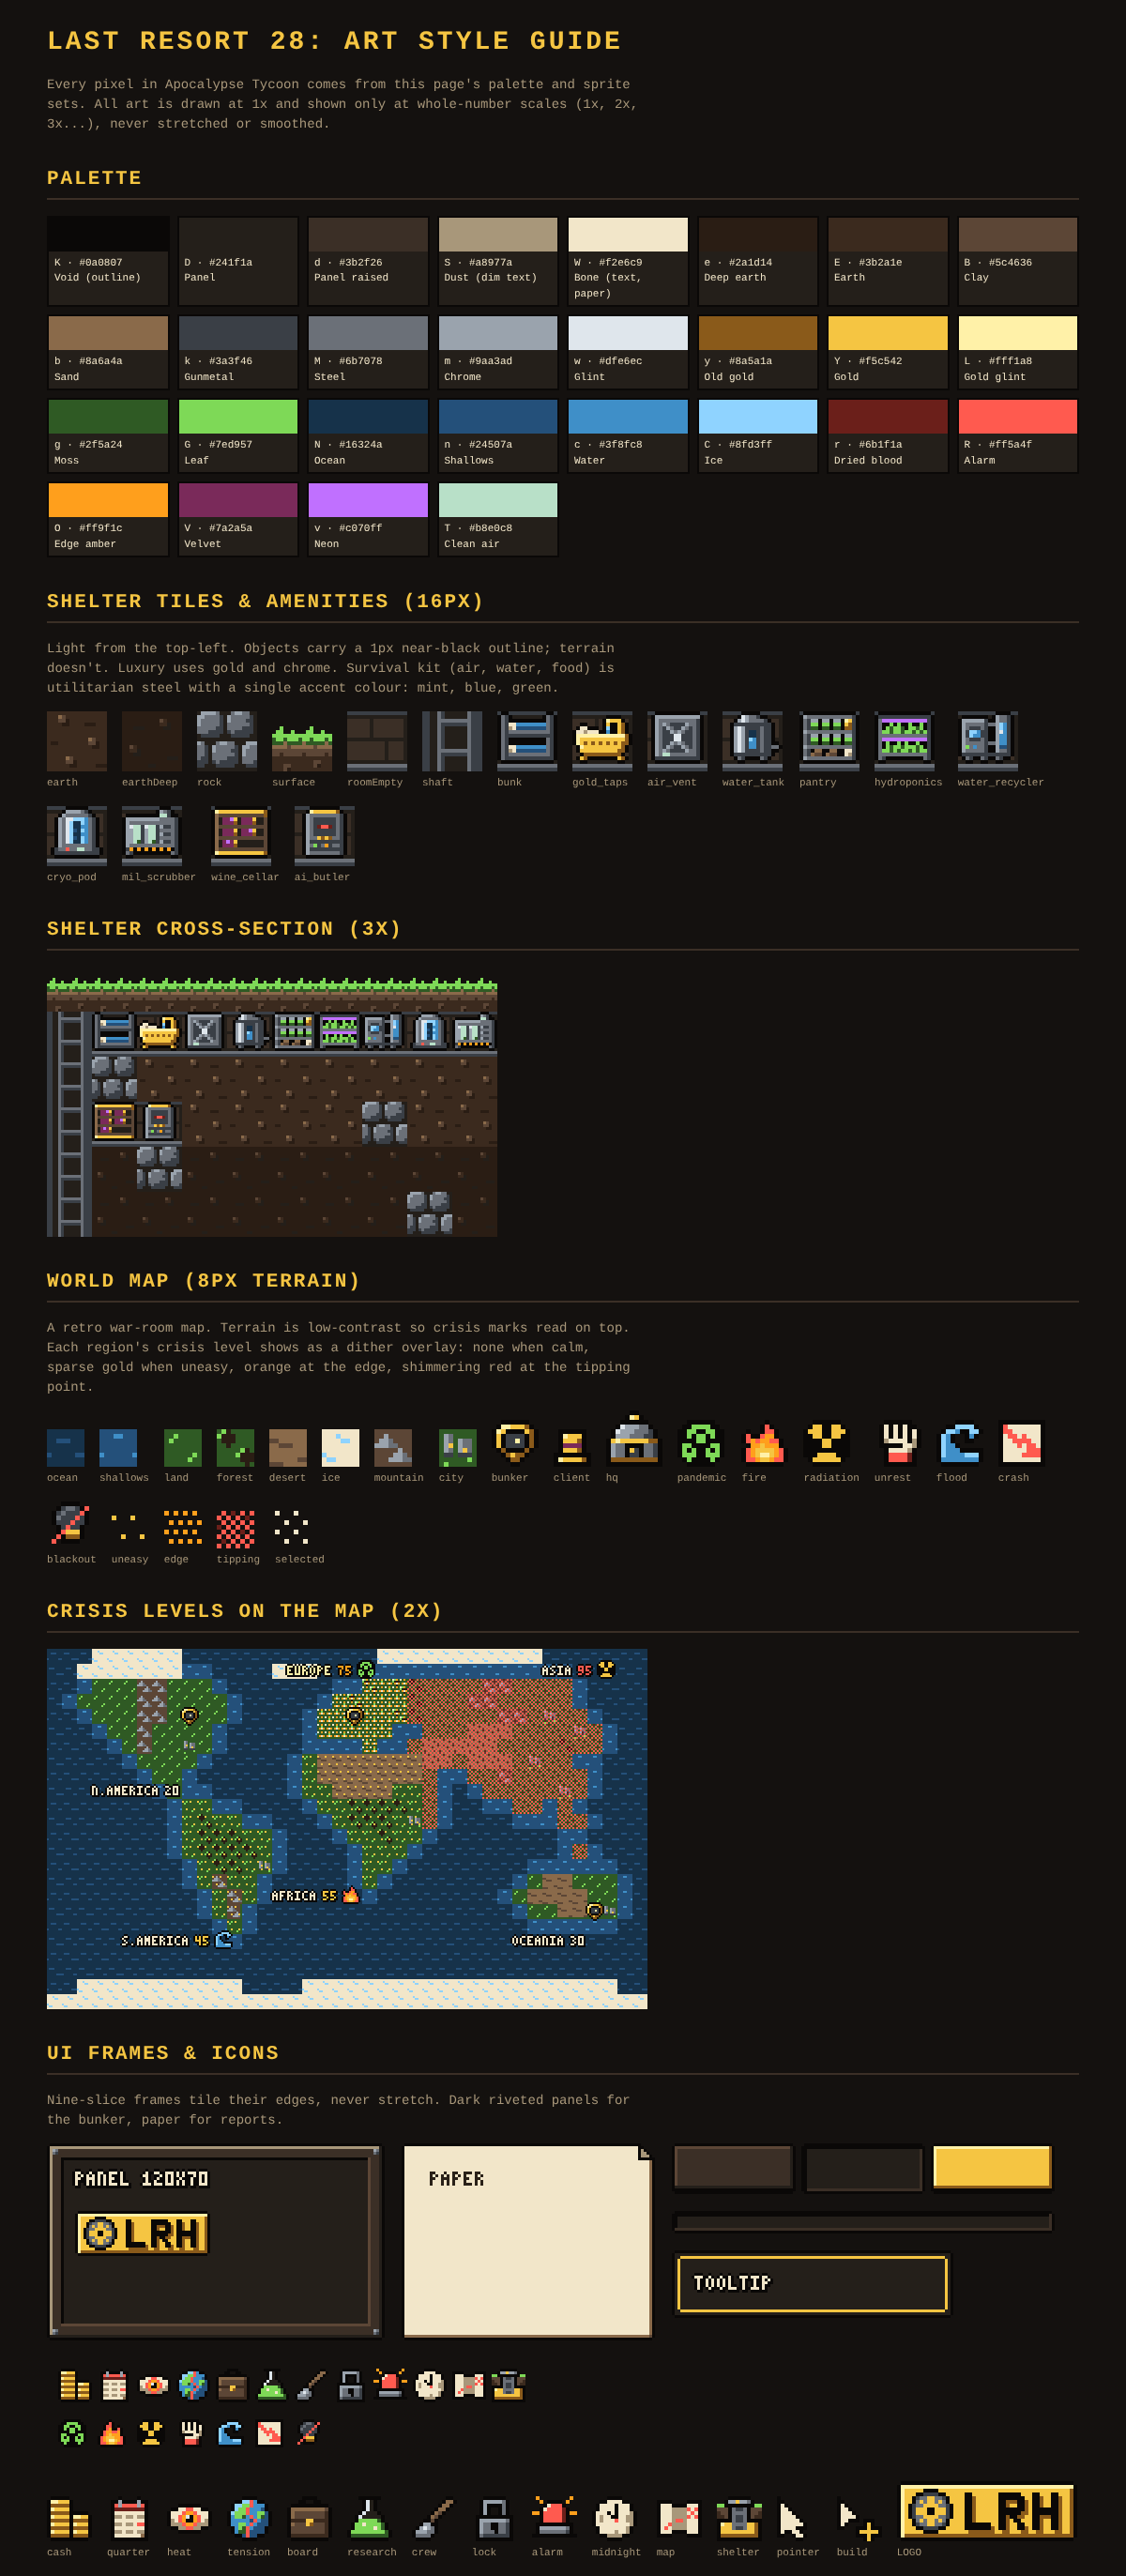 LAST RESORT 28: ART STYLE GUIDE
Every pixel in Apocalypse Tycoon comes from this page's palette and sprite
sets. All art is drawn at 1x and shown only at whole-number scales (1x, 2x,
3x...), never stretched or smoothed.
PALETTE
K · #0a0807
Void (outline)
D · #241f1a
Panel
d · #3b2f26
Panel raised
S · #a8977a
Dust (dim text)
W · #f2e6c9
Bone (text,
paper)
e · #2a1d14
Deep earth
E · #3b2a1e
Earth
B · #5c4636
Clay
b · #8a6a4a
Sand
k · #3a3f46
Gunmetal
M · #6b7078
Steel
m · #9aa3ad
Chrome
w · #dfe6ec
Glint
y · #8a5a1a
Old gold
Y · #f5c542
Gold
L · #fff1a8
Gold glint
g · #2f5a24
Moss
G · #7ed957
Leaf
N · #16324a
Ocean
n · #24507a
Shallows
c · #3f8fc8
Water
C · #8fd3ff
Ice
r · #6b1f1a
Dried blood
R · #ff5a4f
Alarm
O · #ff9f1c
Edge amber
V · #7a2a5a
Velvet
v · #c070ff
Neon
T · #b8e0c8
Clean air
SHELTER TILES & AMENITIES (16PX)
Light from the top-left. Objects carry a 1px near-black outline; terrain
doesn't. Luxury uses gold and chrome. Survival kit (air, water, food) is
utilitarian steel with a single accent colour: mint, blue, green.
earth
earthDeep
rock
surface
roomEmpty
shaft
bunk
gold_taps
air_vent
water_tank
pantry
hydroponics
water_recycler
cryo_pod
mil_scrubber
wine_cellar
ai_butler
SHELTER CROSS-SECTION (3X)
WORLD MAP (8PX TERRAIN)
A retro war-room map. Terrain is low-contrast so crisis marks read on top.
Each region's crisis level shows as a dither overlay: none when calm,
sparse gold when uneasy, orange at the edge, shimmering red at the tipping
point.
ocean
shallows
land
forest
desert
ice
mountain
city
bunker
client
hq
pandemic
fire
radiation
unrest
flood
crash
blackout
uneasy
edge
tipping
selected
CRISIS LEVELS ON THE MAP (2X)
EUROPE 75
ASIA 95
N.AMERICA 20
AFRICA 55
S.AMERICA 45
OCEANIA 30
UI FRAMES & ICONS
Nine-slice frames tile their edges, never stretch. Dark riveted panels for
the bunker, paper for reports.
PANEL 120X70
LRH
PAPER
TOOLTIP
LRH
cash
quarter
heat
tension
board
research
crew
lock
alarm
midnight
map
shelter
pointer
build
LOGO